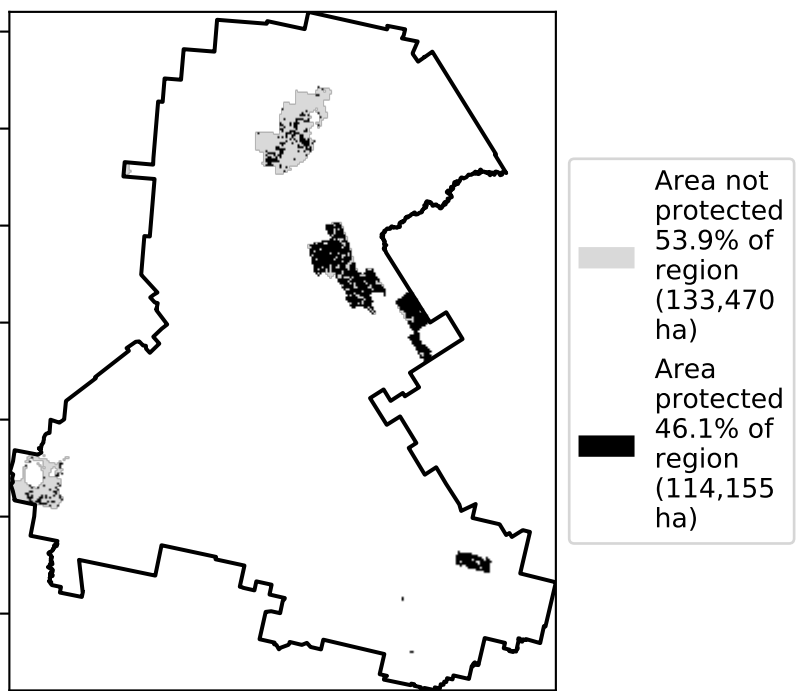 Area not
protected
53.9% of
region
(133,470
ha)
Area
protected
46.1% of
region
(114,155
ha)